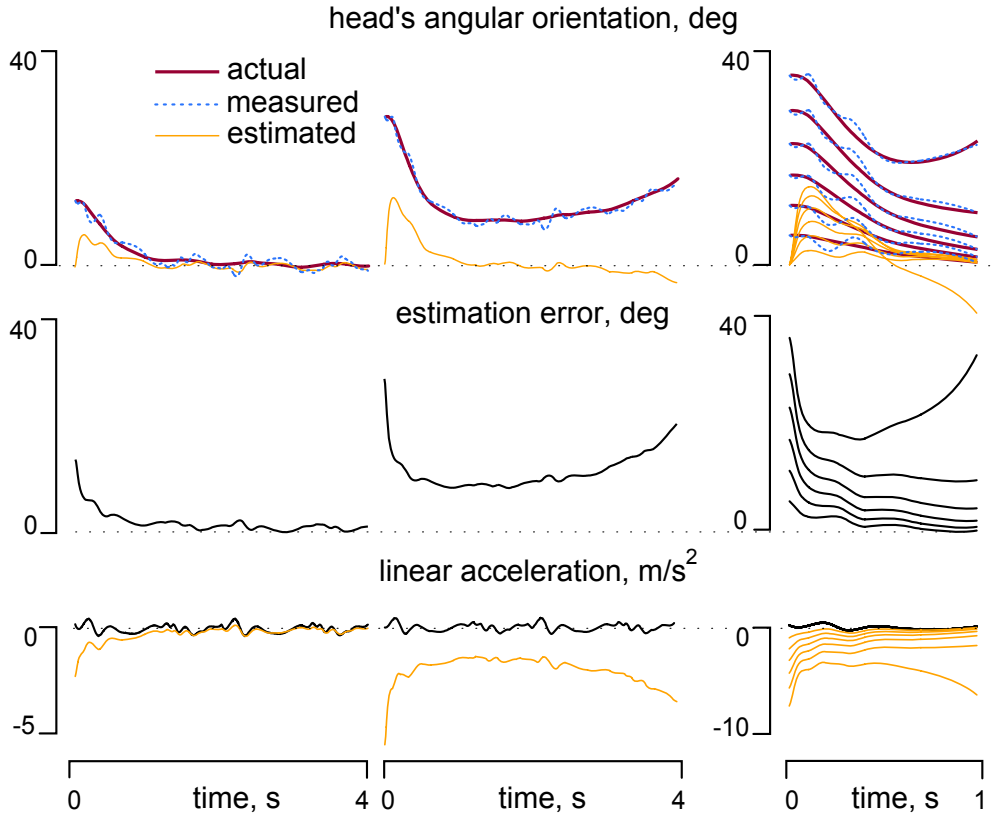 head's angular orientation, deg
40 40
actual
measured
estimated
0 0
estimation error, deg
40 40
0 0
linear acceleration, m/s²
0 0
-5 -10
0 time, s 4 0 time, s 4 0 time, s 1